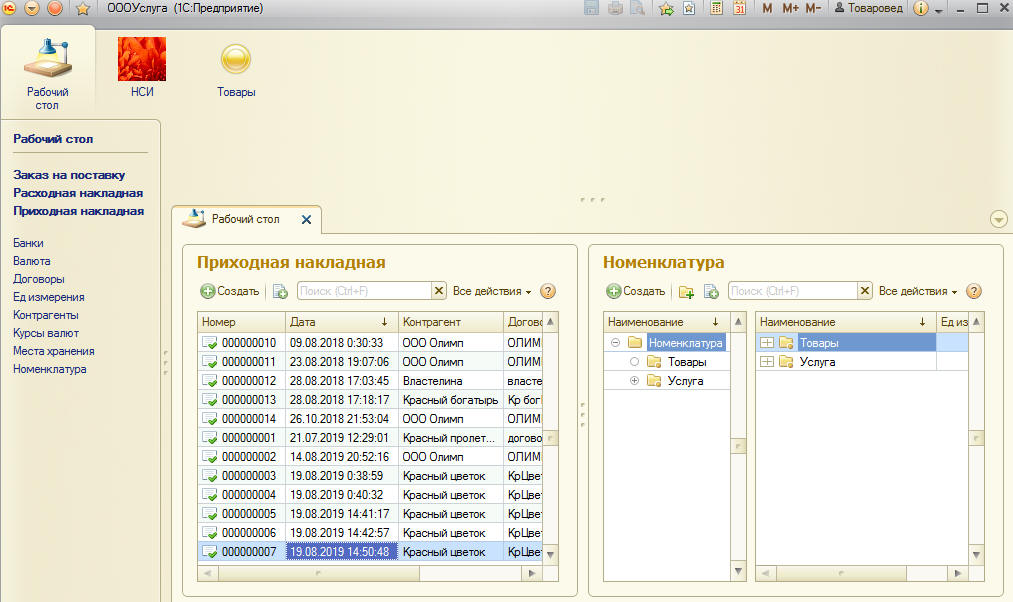 ОООУслуга (1С:Предприятие)
M M+ M- Товаровед
Рабочий стол
НСИ
Товары
Рабочий стол
Заказ на поставку
Расходная накладная
Приходная накладная
Банки
Валюта
Договоры
Ед измерения
Контрагенты
Курсы валют
Места хранения
Номенклатура
Рабочий стол
Приходная накладная
Создать Поиск (Ctrl+F) Все действия
Номер Дата Контрагент Догово
000000010 09.08.2018 0:30:33 ООО Олимп ОЛИМ
000000011 23.08.2018 19:07:06 ООО Олимп ОЛИМ
000000012 28.08.2018 17:03:45 Властелина власте
000000013 28.08.2018 17:18:17 Красный богатырь Кр бог
000000014 26.10.2018 21:53:04 ООО Олимп ОЛИМ
000000001 21.07.2019 12:29:01 Красный пролет... догово
000000002 14.08.2019 20:52:16 ООО Олимп ОЛИМ
000000003 19.08.2019 0:38:59 Красный цветок КрЦве
000000004 19.08.2019 0:40:32 Красный цветок КрЦве
000000005 19.08.2019 14:41:17 Красный цветок КрЦве
000000006 19.08.2019 14:42:57 Красный цветок КрЦве
000000007 19.08.2019 14:50:48 Красный цветок КрЦве
Номенклатура
Создать Поиск (Ctrl+F) Все действия
Наименование
Номенклатура
Товары
Услуга
Наименование Ед из
Товары
Услуга